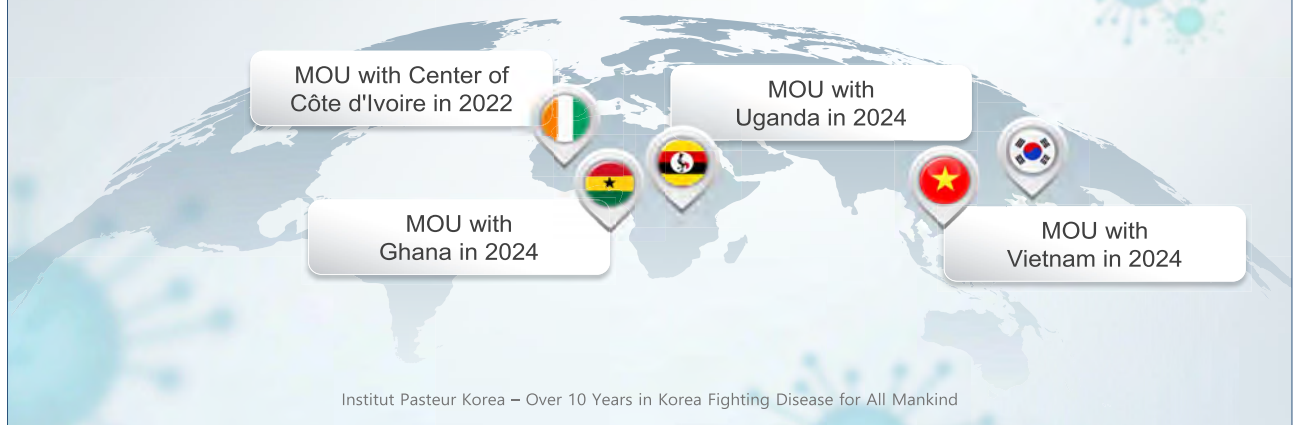 MOU with Center of
Côte d'Ivoire in 2022
MOU with
Uganda in 2024
MOU with
Ghana in 2024
MOU with
Vietnam in 2024
Institut Pasteur Korea – Over 10 Years in Korea Fighting Disease for All Mankind